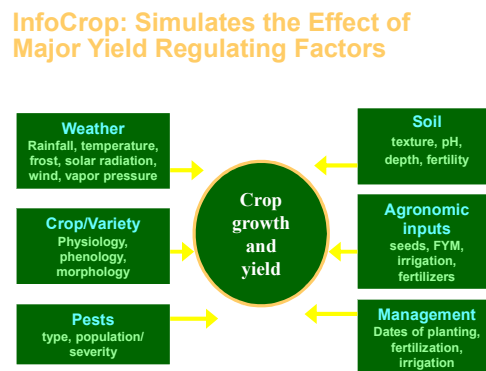 InfoCrop: Simulates the Effect of
Major Yield Regulating Factors
Weather
Rainfall, temperature,
frost, solar radiation,
wind, vapor pressure
Crop/Variety
Physiology,
phenology,
morphology
Pests
type, population/
severity
Crop
growth
and
yield
Soil
texture, pH,
depth, fertility
Agronomic
inputs
seeds, FYM,
irrigation,
fertilizers
Management
Dates of planting,
fertilization,
irrigation